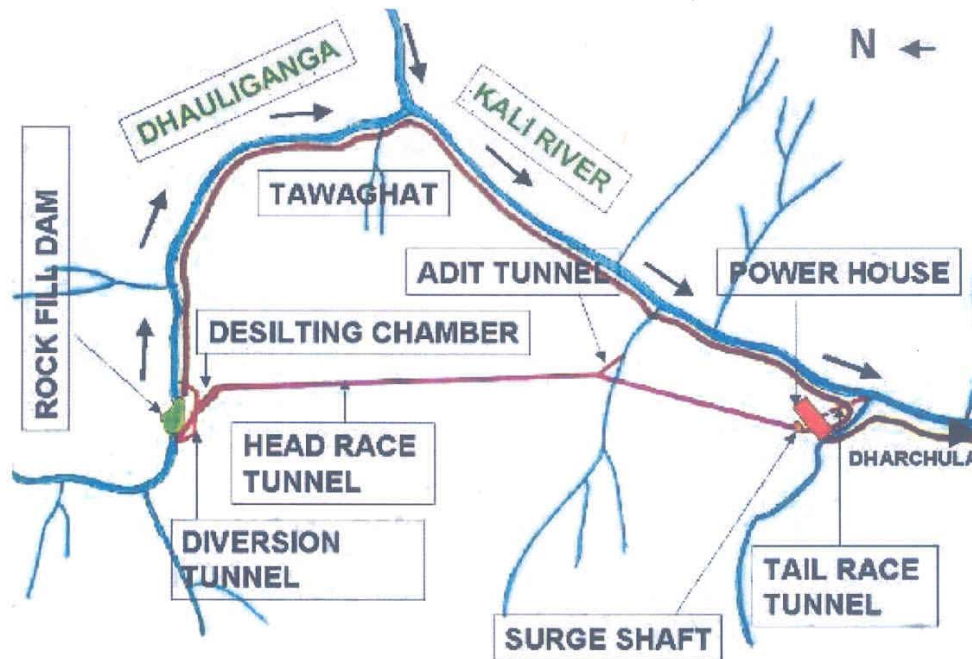 N
DHAULIGANGA
KALI RIVER
TAWAGHAT
ROCK FILL DAM
ADIT TUNNEL
POWER HOUSE
DESILTING CHAMBER
HEAD RACE
TUNNEL
DHARCHULA
DIVERSION
TUNNEL
TAIL RACE
TUNNEL
SURGE SHAFT